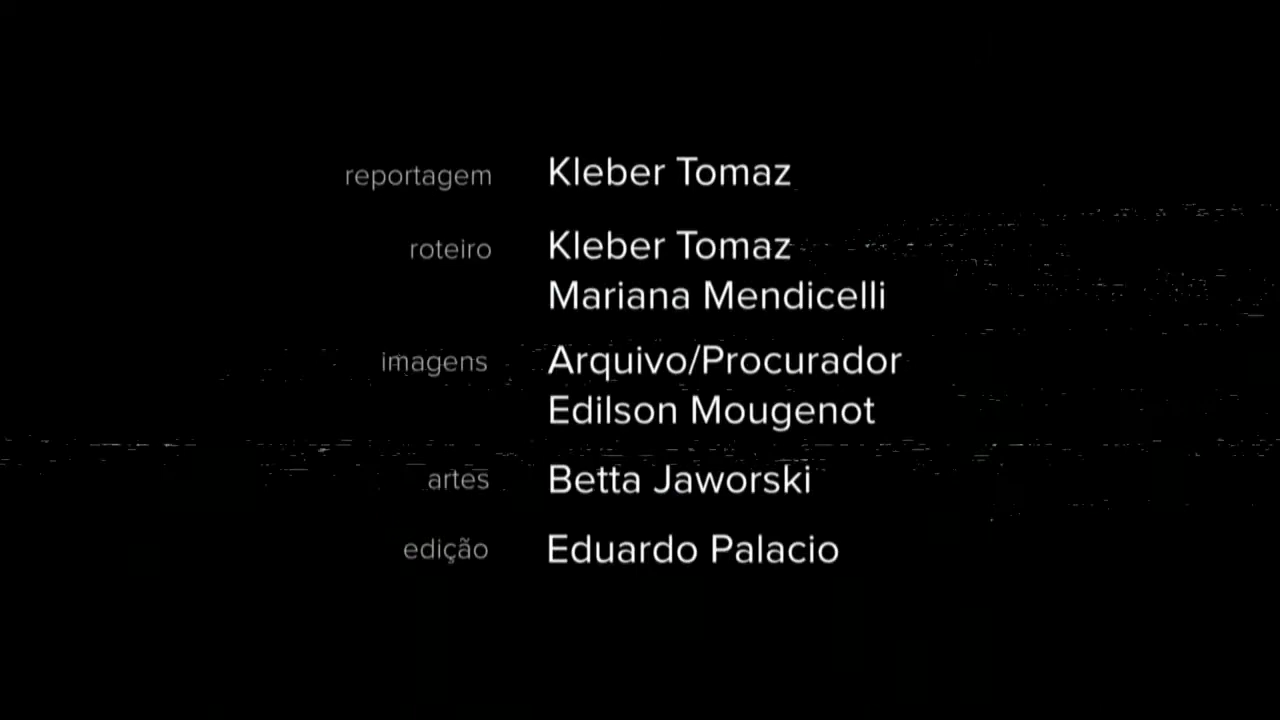 reportagem Kleber Tomaz
roteiro Kleber Tomaz
Mariana Mendicelli
imagens Arquivo/Procurador
Edilson Mougenot
artes Betta Jaworski
edição Eduardo Palacio